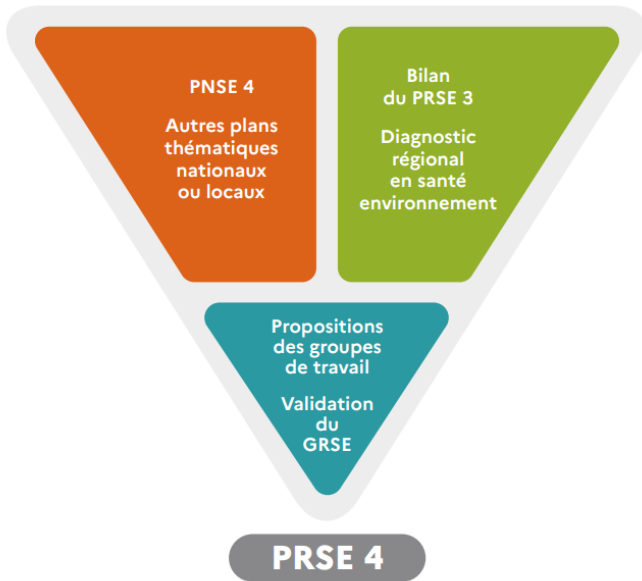 PNSE 4
Autres plans
thématiques
nationaux
ou locaux
Bilan
du PRSE 3
Diagnostic
régional
en santé
environnement
Propositions
des groupes
de travail
Validation
du
GRSE
PRSE 4